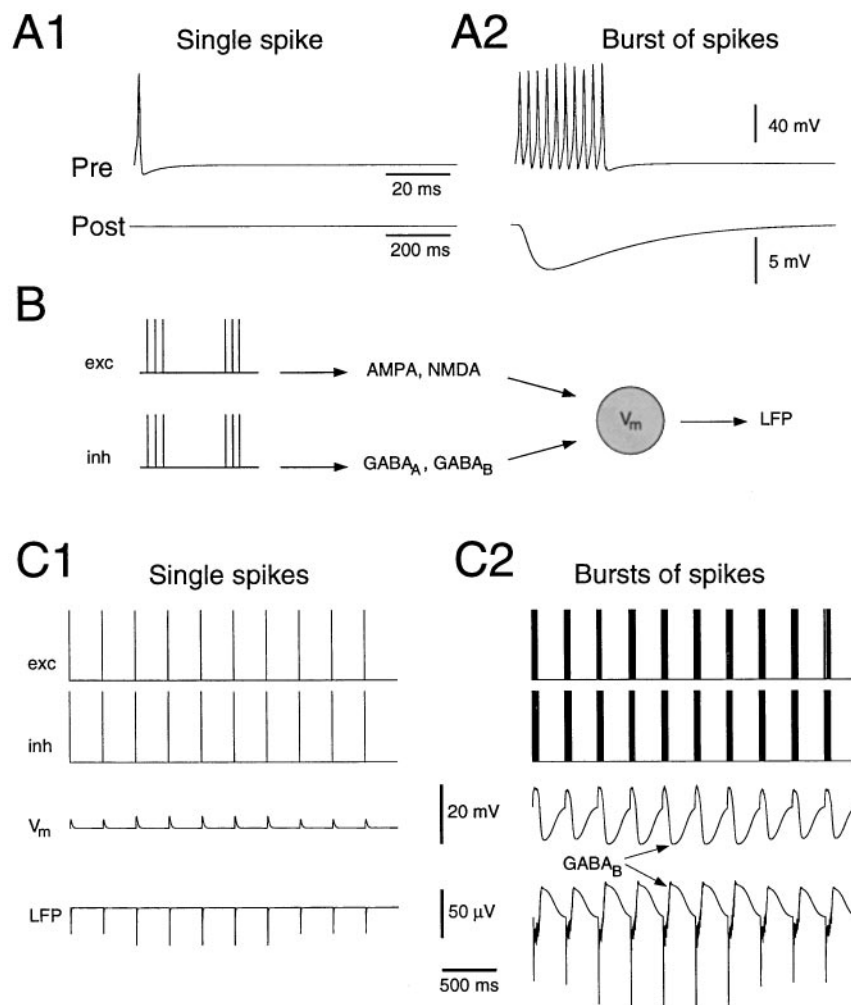 A1 Single spike
A2 Burst of spikes
40 mV
Pre
20 ms
Post
200 ms
5 mV
B
exc
AMPA, NMDA
Vm
LFP
inh
GABAA, GABAB
C1 Single spikes
C2 Bursts of spikes
exc
inh
Vm
20 mV
GABAB
LFP
50 μV
500 ms